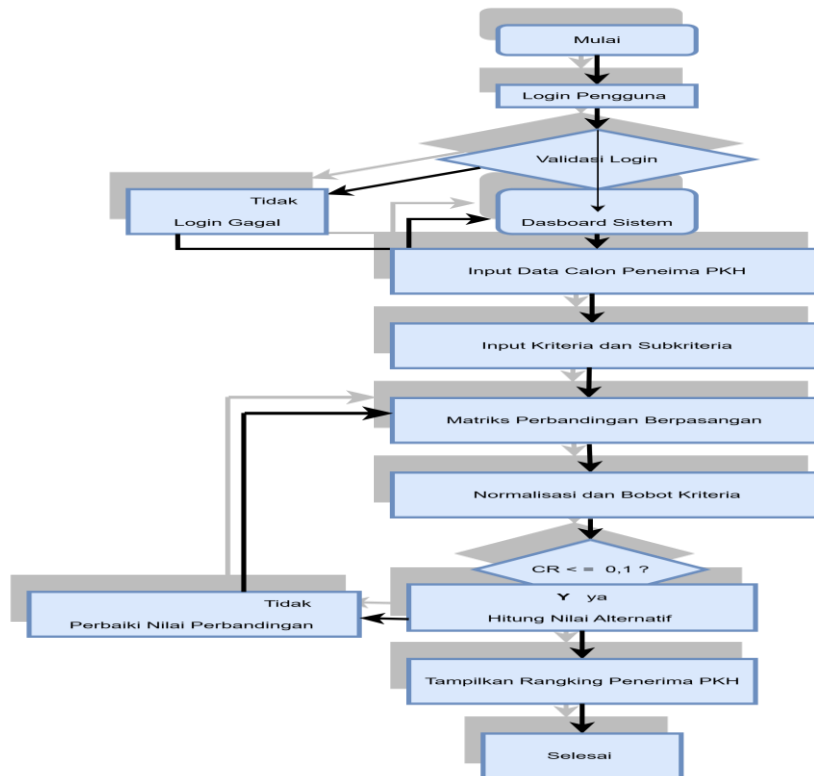 Mulai
Login Pengguna
Validasi Login
Tidak
Login Gagal
Dasboard Sistem
Input Data Calon Peneima PKH
Input Kriteria dan Subkriteria
Matriks Perbandingan Berpasangan
Normalisasi dan Bobot Kriteria
CR < = 0,1 ?
Y ya
Hitung Nilai Alternatif
Tidak
Perbaiki Nilai Perbandingan
Tampilkan Rangking Penerima PKH
Selesai